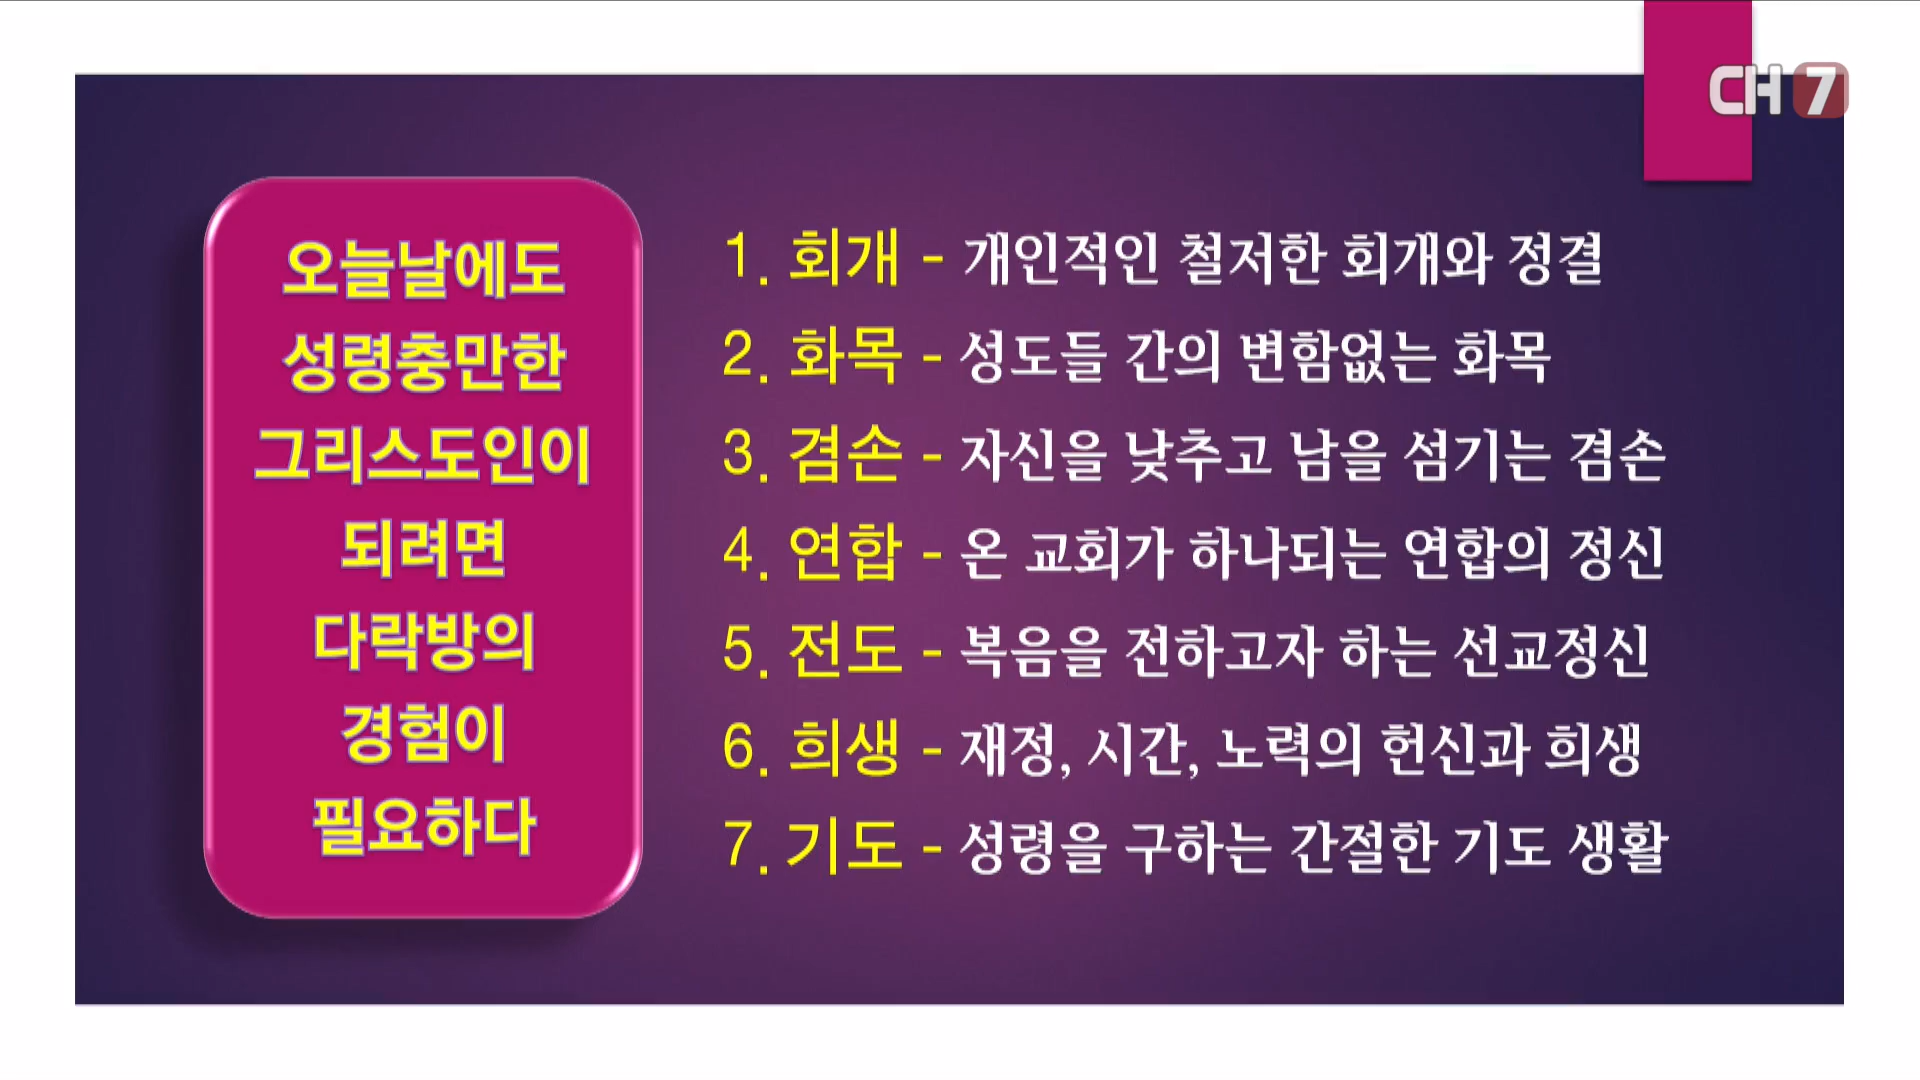 CH 7
오늘날에도
성령충만한
그리스도인이
되려면
다락방의
경험이
필요하다
1. 회개 - 개인적인 철저한 회개와 정결
2. 화목 - 성도들 간의 변함없는 화목
3. 겸손 - 자신을 낮추고 남을 섬기는 겸손
4. 연합 - 온 교회가 하나되는 연합의 정신
5. 전도 - 복음을 전하고자 하는 선교정신
6. 희생 - 재정, 시간, 노력의 헌신과 희생
7. 기도 - 성령을 구하는 간절한 기도 생활